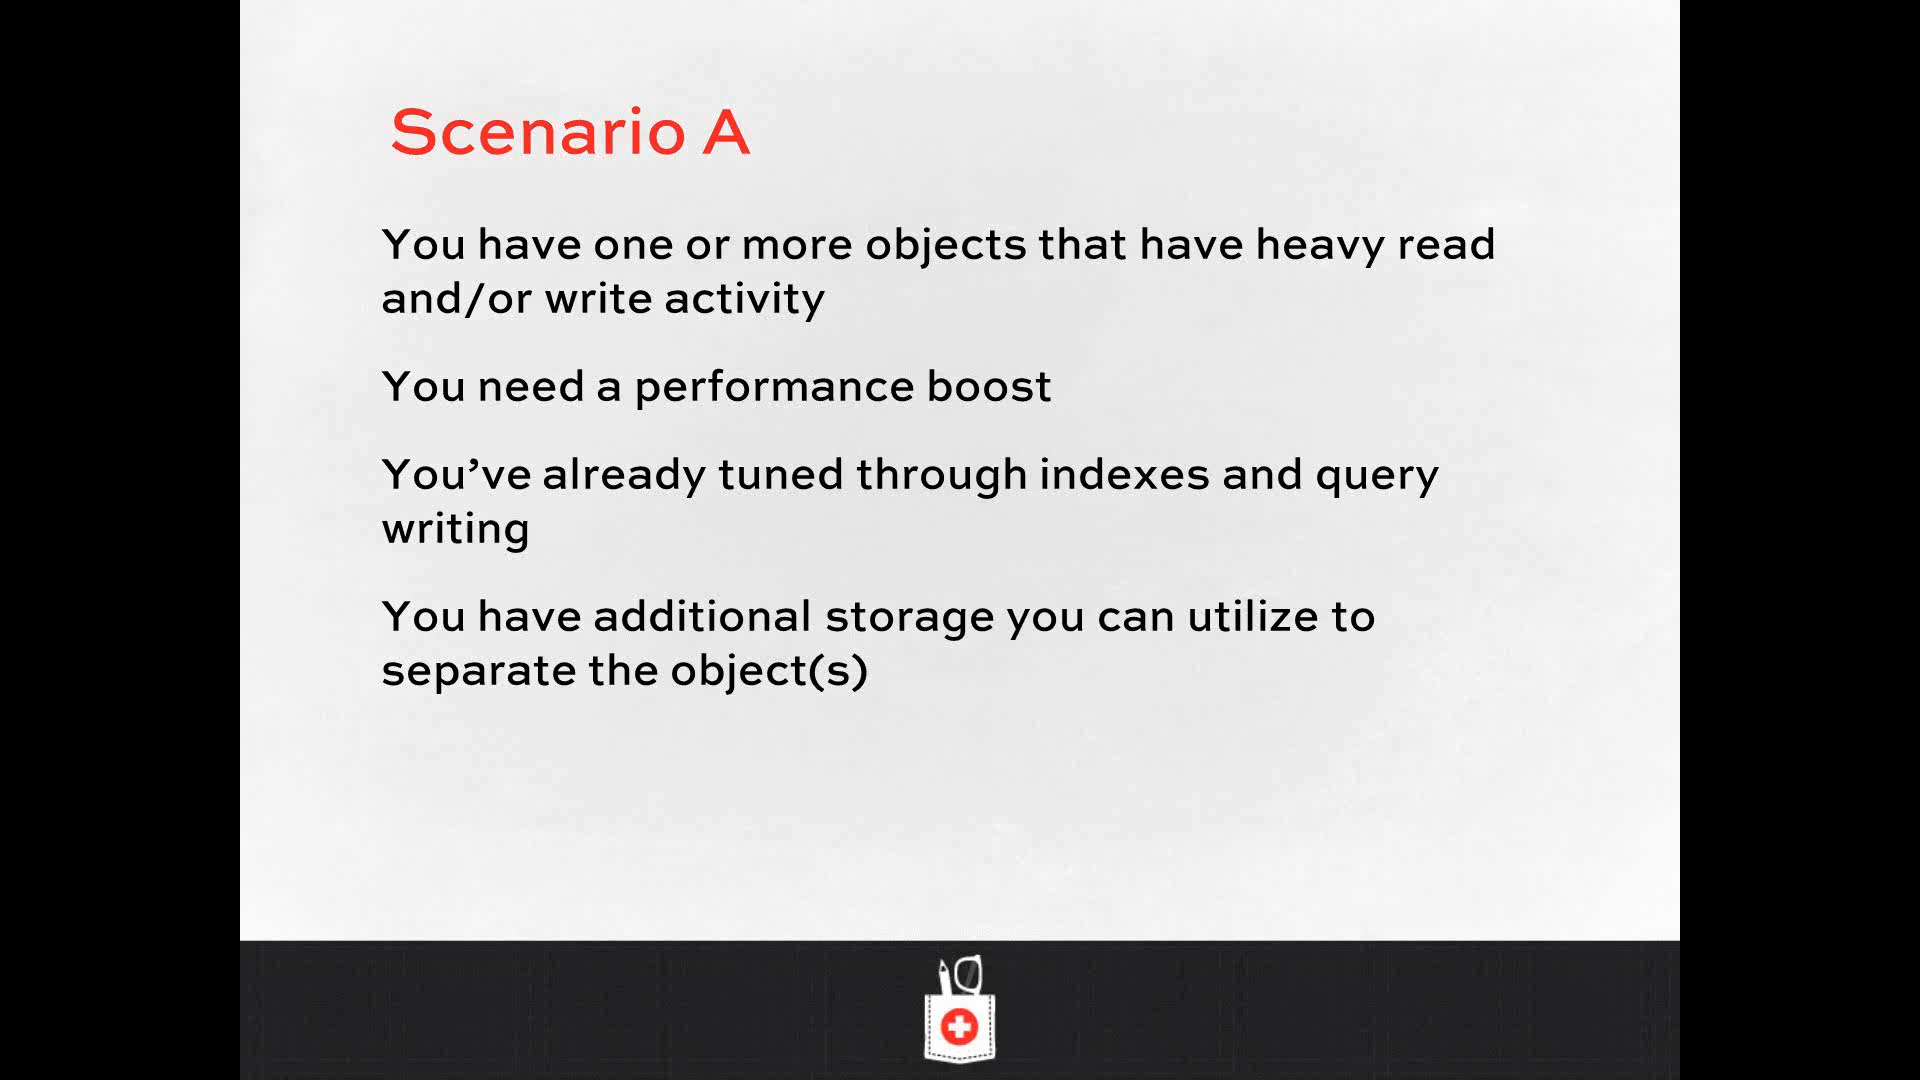 Scenario A
You have one or more objects that have heavy read
and/or write activity
You need a performance boost
You’ve already tuned through indexes and query
writing
You have additional storage you can utilize to
separate the object(s)